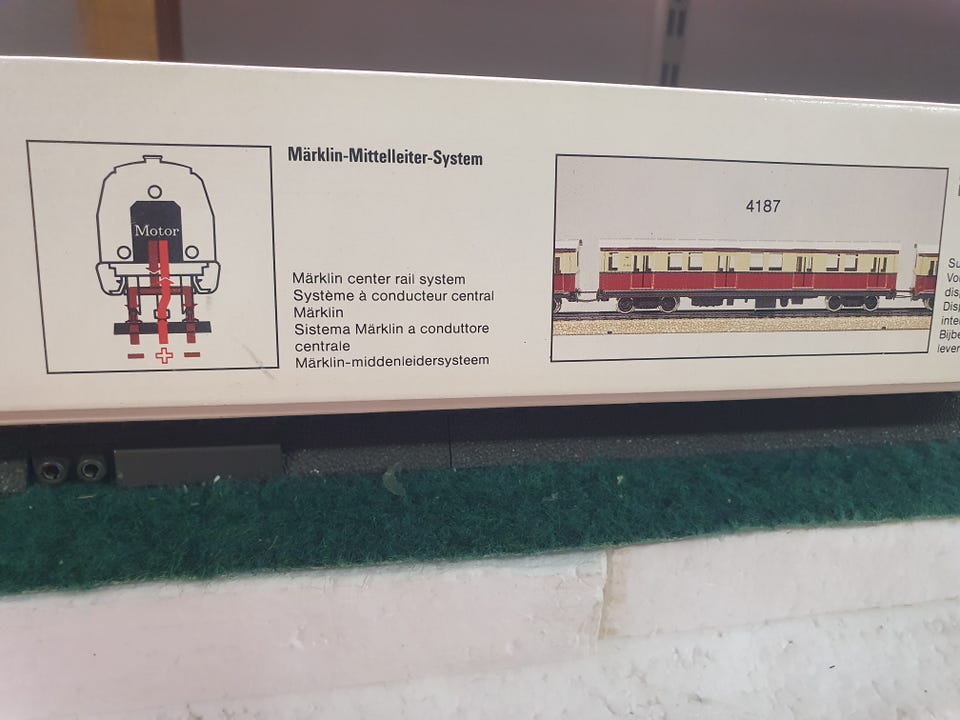 Märklin-Mittelleiter-System
Motor
Märklin center rail system
Système à conducteur central
Märklin
Sistema Märklin a conduttore
centrale
Märklin-middenleidersysteem
4187